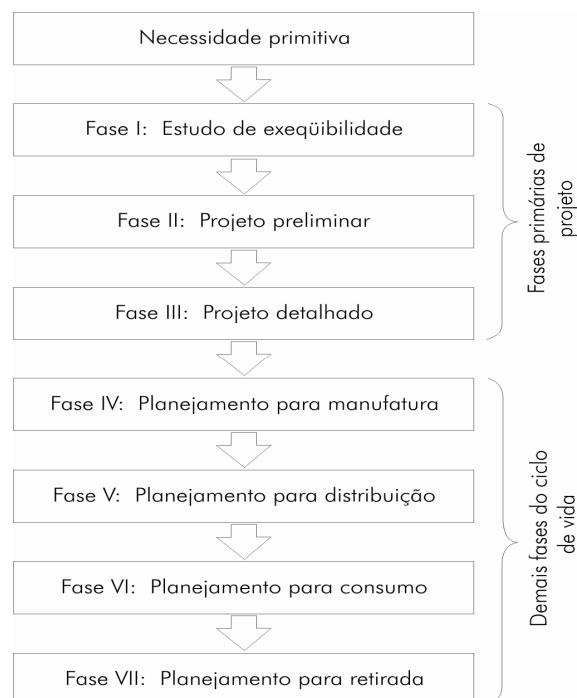 Necessidade primitiva
Fase I: Estudo de exeqüibilidade
Fase II: Projeto preliminar
Fase III: Projeto detalhado
Fases primárias de
projeto
Fase IV: Planejamento para manufatura
Fase V: Planejamento para distribuição
Fase VI: Planejamento para consumo
Fase VII: Planejamento para retirada
Demais fases do ciclo
de vida